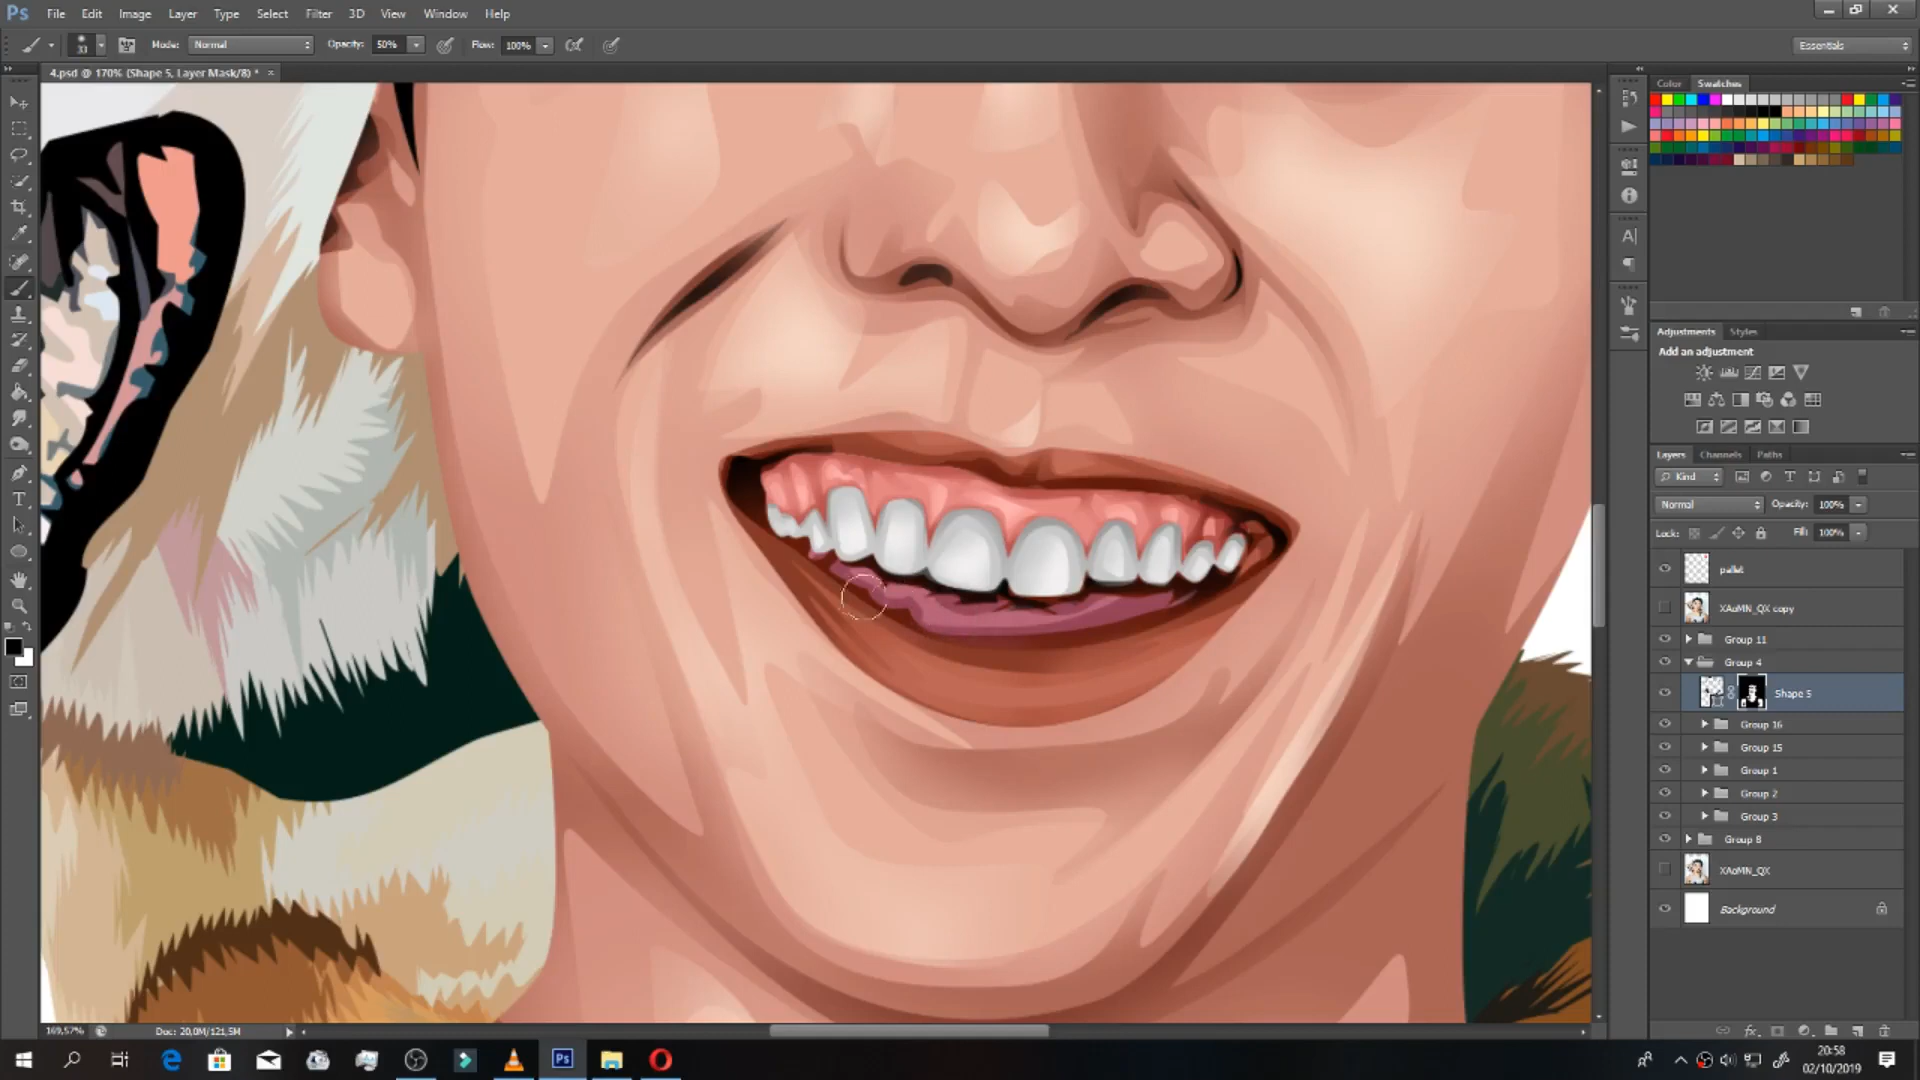 Ps File Edit Image Layer Type Select Filter 3D View Window Help
33 Mode: Normal Opacity: 50% Flow: 100% Essentials
4.psd @ 170% (Shape 5, Layer Mask/8) * ×
Color Swatches
Adjustments Styles
Add an adjustment
Layers Channels Paths
Kind
Normal Opacity: 100%
Lock: Fill: 100%
pallet
XAoMN_QX copy
Group 11
Group 4
Shape 5
Group 16
Group 15
Group 1
Group 2
Group 3
Group 8
XAoMN_QX
Background
169,57% Doc: 20,0M/121,5M
Ps
20:58
02/10/2019